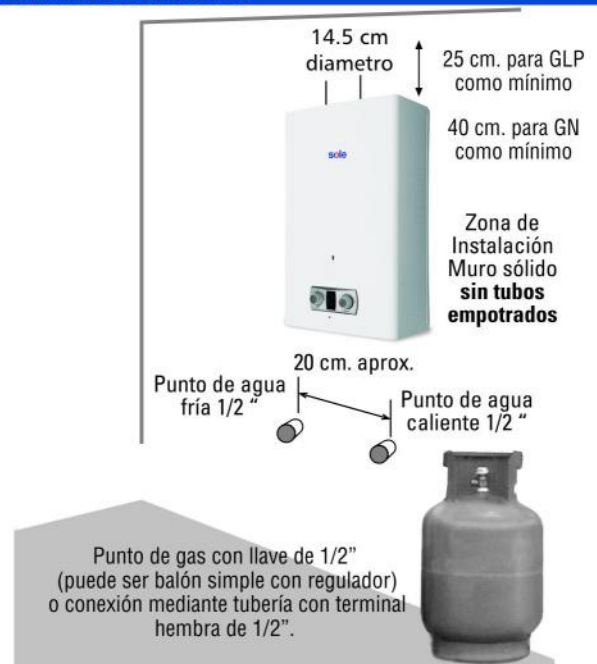 14.5 cm
diametro
25 cm. para GLP
como mínimo
40 cm. para GN
como mínimo
sole
Zona de
Instalación
Muro sólido
sin tubos
empotrados
20 cm. aprox.
Punto de agua
fría 1/2 “
Punto de agua
caliente 1/2 “
Punto de gas con llave de 1/2”
(puede ser balón simple con regulador)
o conexión mediante tubería con terminal
hembra de 1/2”.